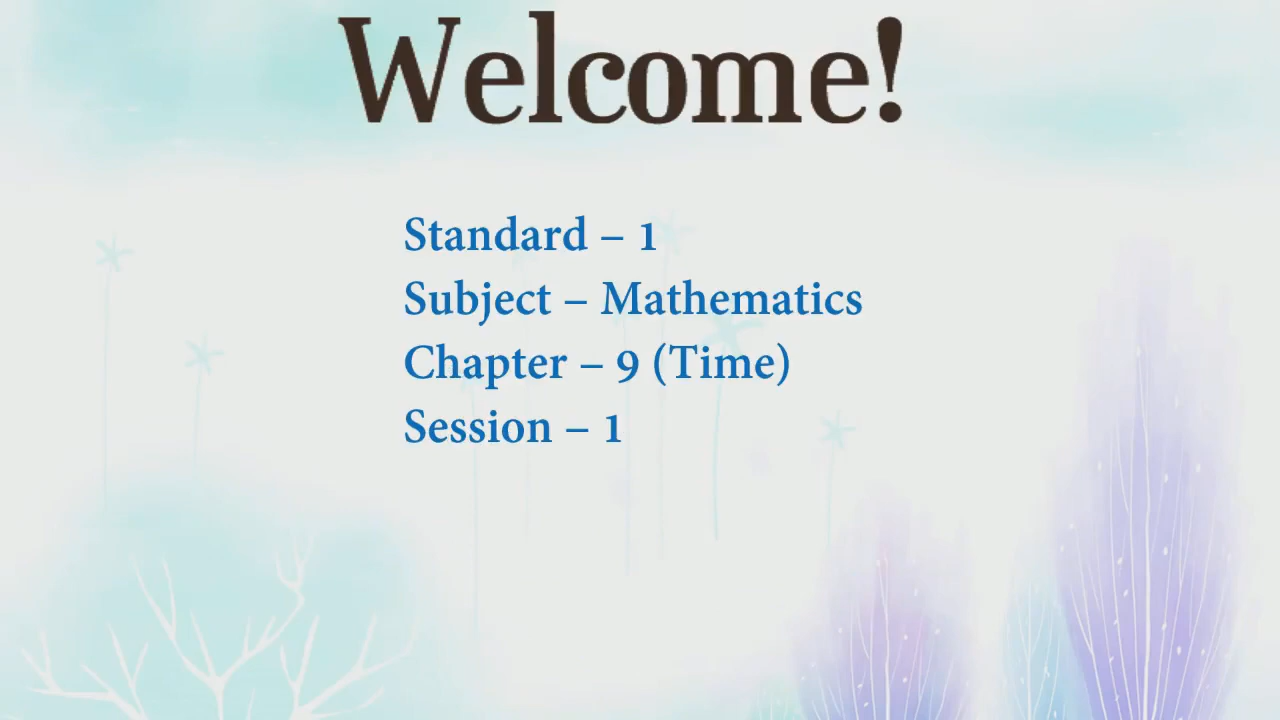 Welcome!
Standard – 1
Subject – Mathematics
Chapter – 9 (Time)
Session – 1